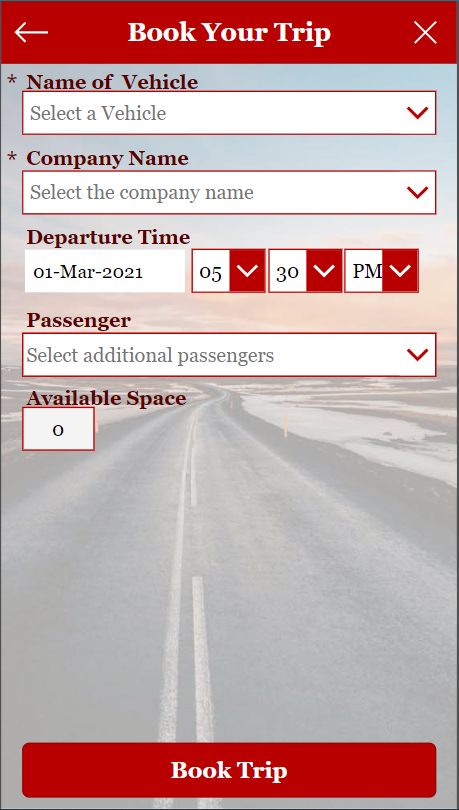 Book Your Trip
* Name of Vehicle
Select a Vehicle
* Company Name
Select the company name
Departure Time
01-Mar-2021 05 30 PM
Passenger
Select additional passengers
Available Space
0
Book Trip